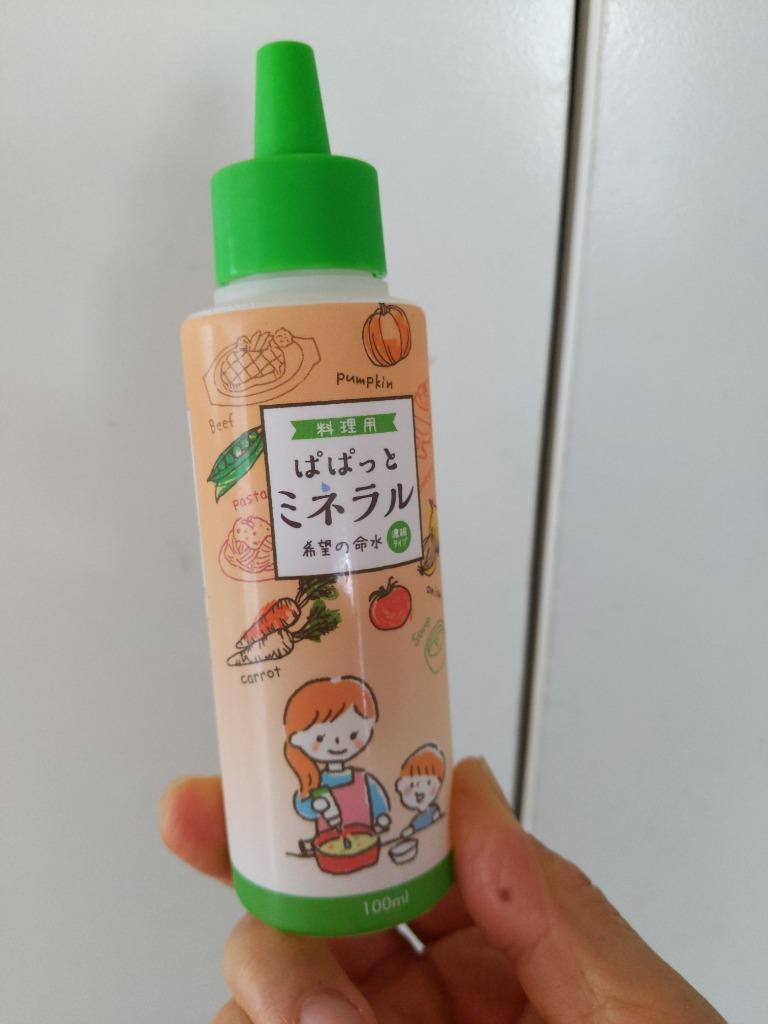 Beef
pumpkin
料理用
ぱぱっと
ミネラル
希望の命水
濃縮
タイプ
pasta
carrot
100ml